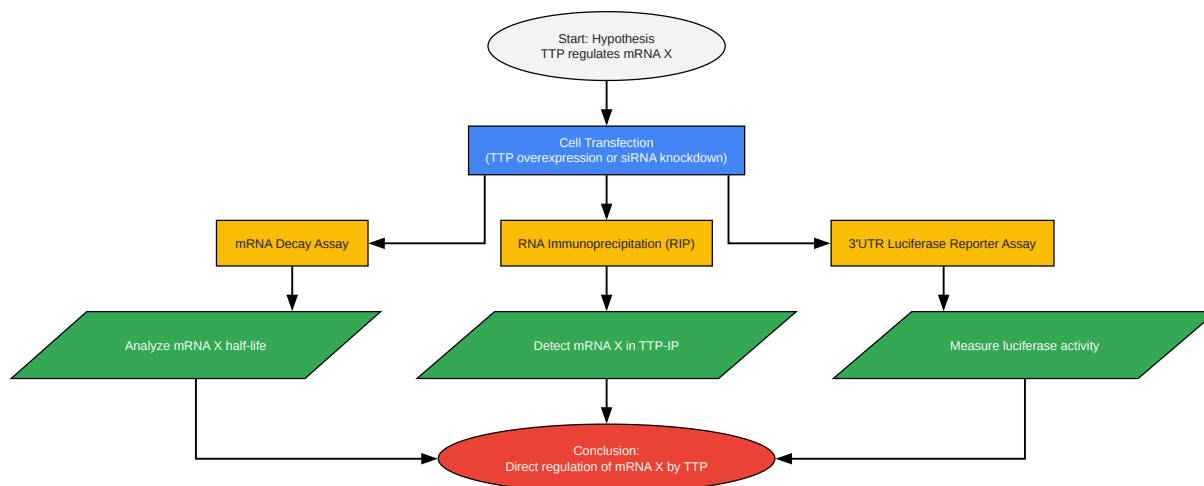 Start: Hypothesis
TTP regulates mRNA X
Cell Transfection
(TTP overexpression or siRNA knockdown)
mRNA Decay Assay
RNA Immunoprecipitation (RIP)
3'UTR Luciferase Reporter Assay
Analyze mRNA X half-life
Detect mRNA X in TTP-IP
Measure luciferase activity
Conclusion:
Direct regulation of mRNA X by TTP